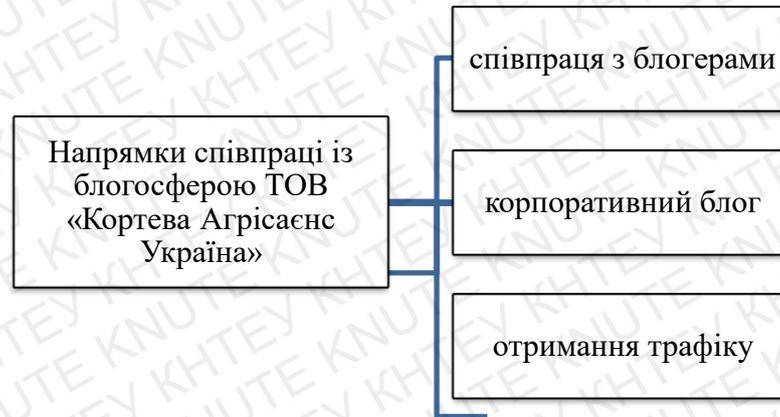 співпраця з блогерами
Напрямки співпраці із
блогосферою ТОВ
«Кортева Агрісаєнс
Україна»
корпоративний блог
отримання трафіку